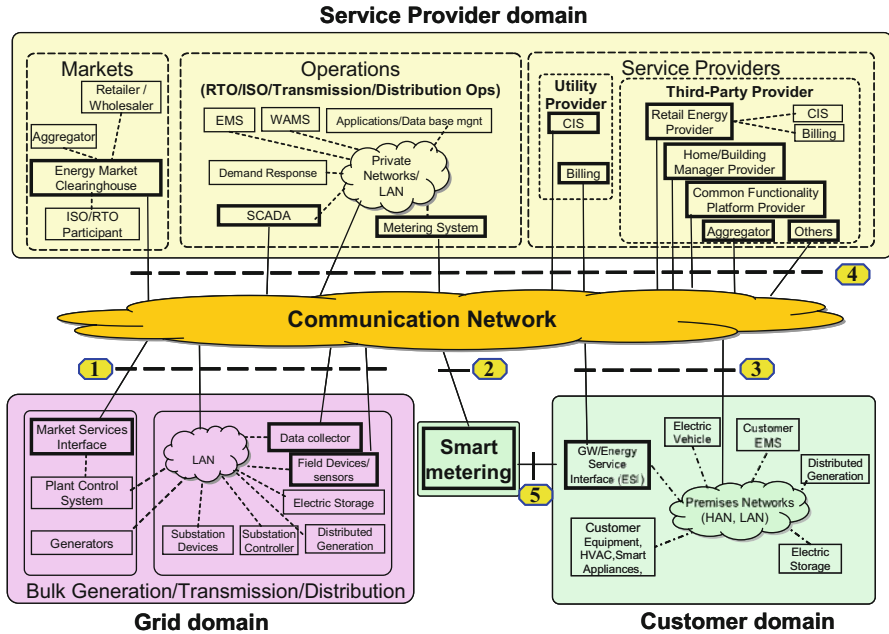 Service Provider domain
Markets
Retailer /
Wholesaler
Aggregator
Energy Market
Clearinghouse
ISO/RTO
Participant
Operations
(RTO/ISO/Transmission/Distribution Ops)
EMS
WAMS
Applications/Data base mgnt
Private
Networks/
LAN
Demand Response
SCADA
Metering System
Service Providers
Utility
Provider
CIS
Billing
Third-Party Provider
Retail Energy
Provider
CIS
Billing
Home/Building
Manager Provider
Common Functionality
Platform Provider
Aggregator
Others
4
Communication Network
1
2
3
Market Services
Interface
Plant Control
System
Generators
LAN
Data collector
Field Devices/
sensors
Electric Storage
Substation
Devices
Substation
Controller
Distributed
Generation
Bulk Generation/Transmission/Distribution
Grid domain
Smart
metering
5
GW/Energy
Service
Interface (ESI)
Electric
Vehicle
Customer
EMS
Distributed
Generation
Premises Networks
(HAN, LAN)
Customer
Equipment,
HVAC,Smart
Appliances,
Electric
Storage
Customer domain